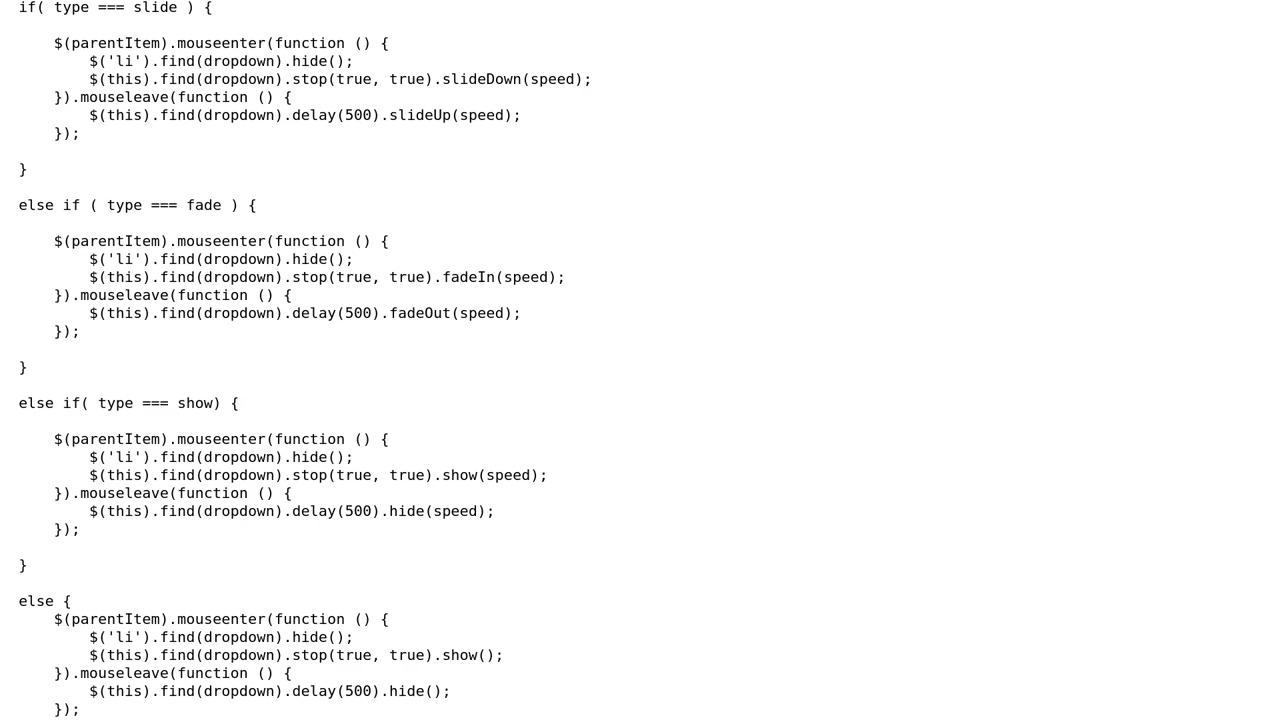 if( type === slide ) {
    $(parentItem).mouseenter(function () {
        $('li').find(dropdown).hide();
        $(this).find(dropdown).stop(true, true).slideDown(speed);
    }).mouseleave(function () {
        $(this).find(dropdown).delay(500).slideUp(speed);
    });
}
else if ( type === fade ) {
    $(parentItem).mouseenter(function () {
        $('li').find(dropdown).hide();
        $(this).find(dropdown).stop(true, true).fadeIn(speed);
    }).mouseleave(function () {
        $(this).find(dropdown).delay(500).fadeOut(speed);
    });
}
else if( type === show) {
    $(parentItem).mouseenter(function () {
        $('li').find(dropdown).hide();
        $(this).find(dropdown).stop(true, true).show(speed);
    }).mouseleave(function () {
        $(this).find(dropdown).delay(500).hide(speed);
    });
}
else {
    $(parentItem).mouseenter(function () {
        $('li').find(dropdown).hide();
        $(this).find(dropdown).stop(true, true).show();
    }).mouseleave(function () {
        $(this).find(dropdown).delay(500).hide();
    });